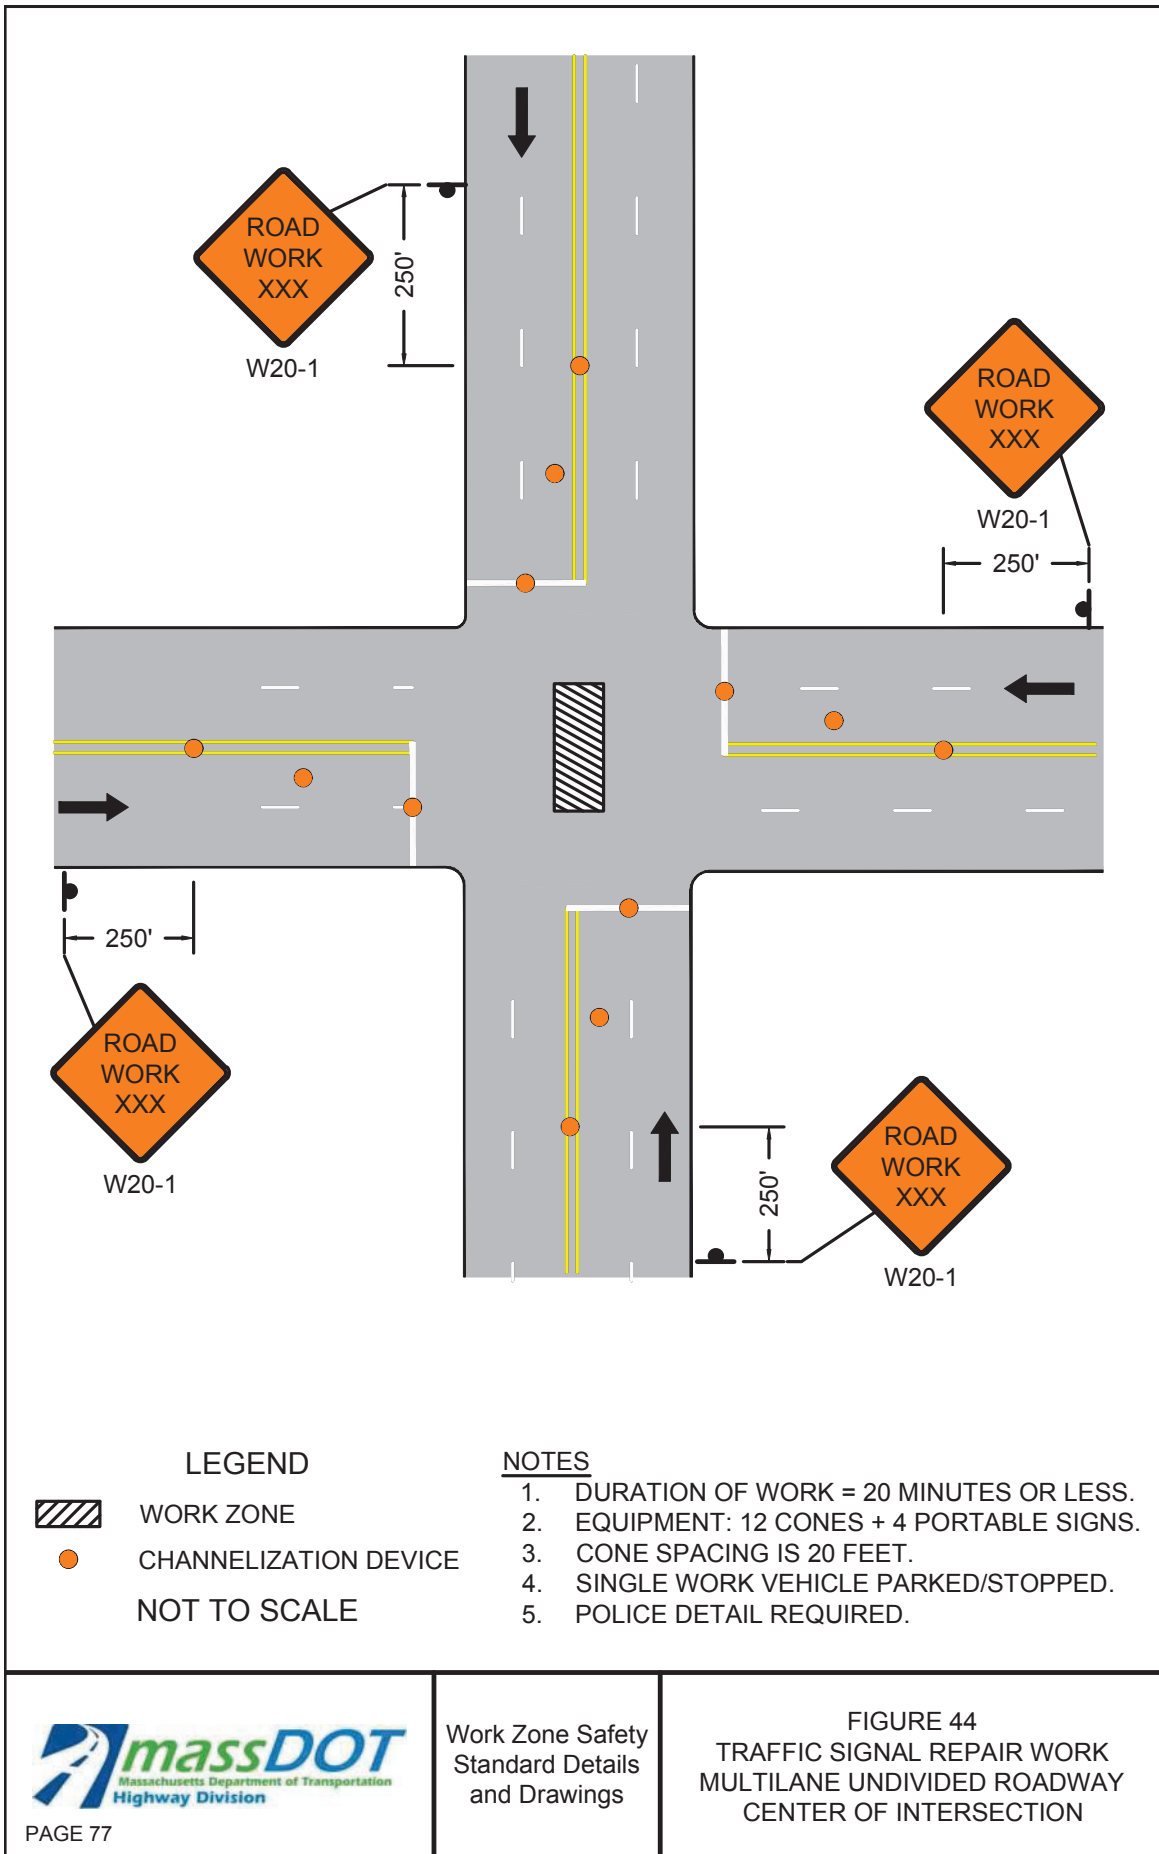 ROAD
WORK
XXX
W20-1
250'
ROAD
WORK
XXX
W20-1
250'
250'
ROAD
WORK
XXX
W20-1
250'
ROAD
WORK
XXX
W20-1
LEGEND
WORK ZONE
CHANNELIZATION DEVICE
NOT TO SCALE
NOTES
1. DURATION OF WORK = 20 MINUTES OR LESS.
2. EQUIPMENT: 12 CONES + 4 PORTABLE SIGNS.
3. CONE SPACING IS 20 FEET.
4. SINGLE WORK VEHICLE PARKED/STOPPED.
5. POLICE DETAIL REQUIRED.
massDOT
Massachusetts Department of Transportation
Highway Division
PAGE 77
Work Zone Safety
Standard Details
and Drawings
FIGURE 44
TRAFFIC SIGNAL REPAIR WORK
MULTILANE UNDIVIDED ROADWAY
CENTER OF INTERSECTION